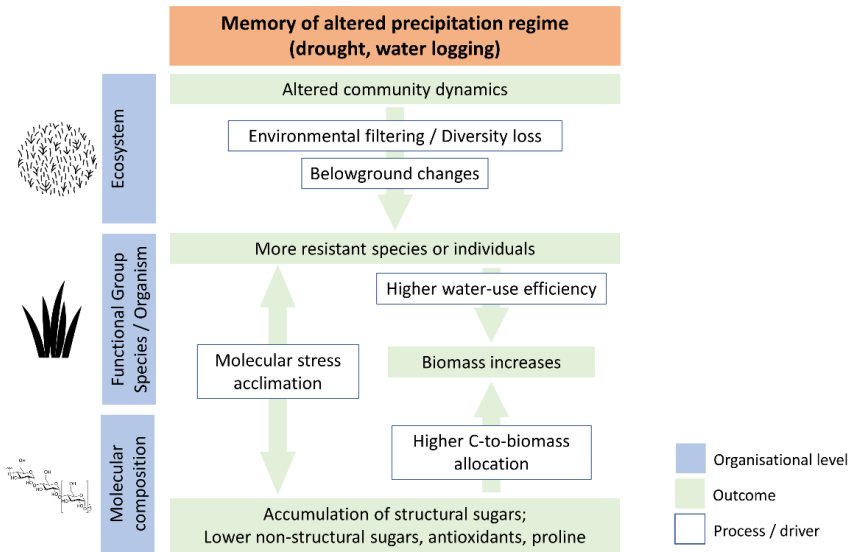 Memory of altered precipitation regime
(drought, water logging)
Ecosystem
Altered community dynamics
Environmental filtering / Diversity loss
Belowground changes
Functional Group
Species / Organism
More resistant species or individuals
Higher water-use efficiency
Molecular stress
acclimation
Biomass increases
Molecular
composition
Higher C-to-biomass
allocation
Accumulation of structural sugars;
Lower non-structural sugars, antioxidants, proline
Organisational level
Outcome
Process / driver